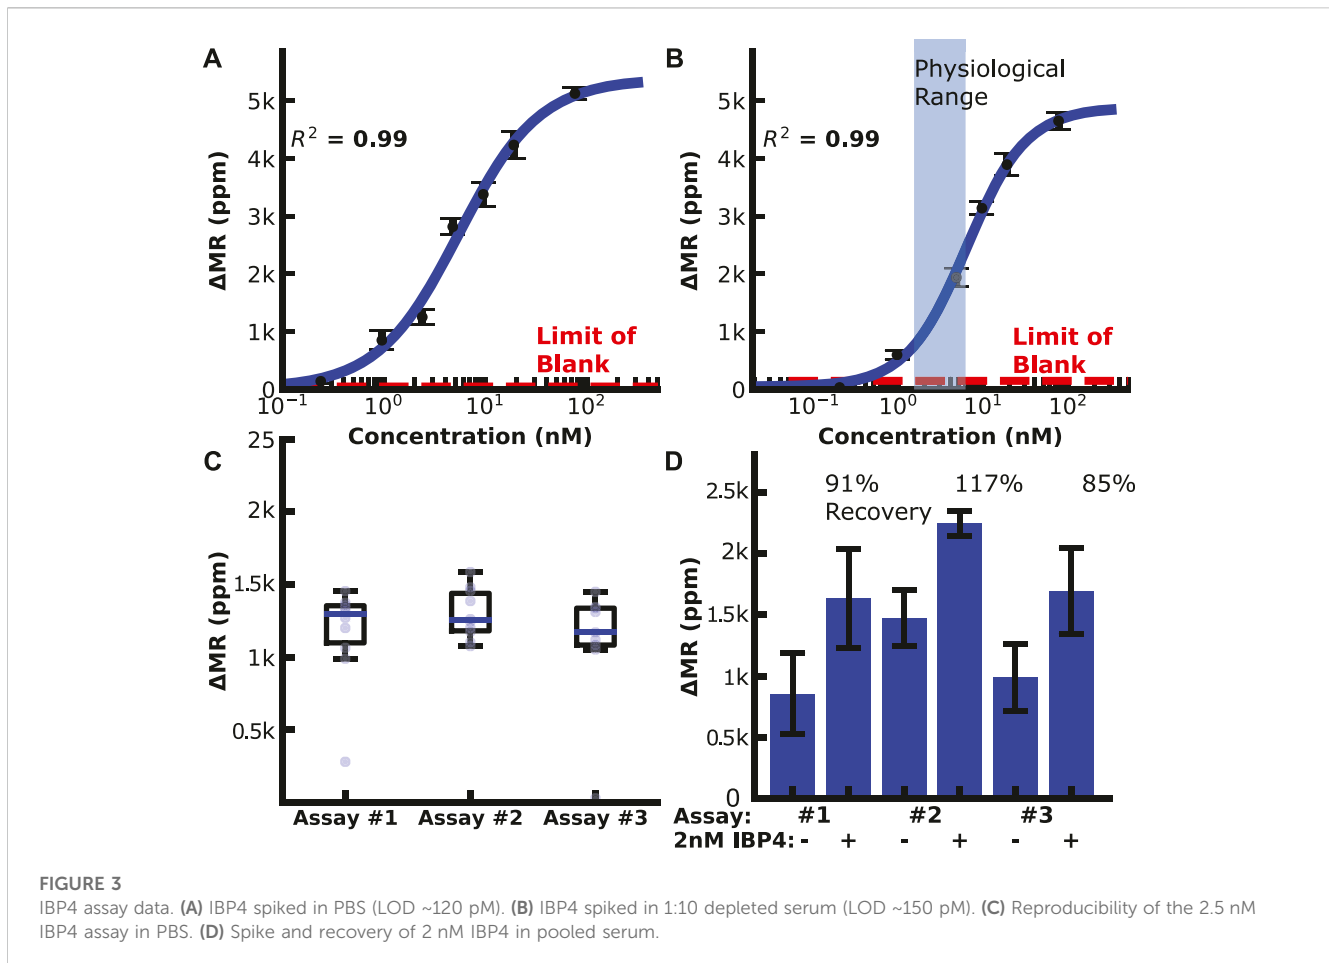 A
5k
4k
3k
2k
1k
0
R² = 0.99
ΔMR (ppm)
Limit of
Blank
10⁻¹ 10⁰ 10¹ 10²
Concentration (nM)
B
Physiological
Range
5k
4k
3k
2k
1k
0
R² = 0.99
ΔMR (ppm)
Limit of
Blank
10⁻¹ 10⁰ 10¹ 10²
Concentration (nM)
C
25
2k
1.5k
1k
0.5k
ΔMR (ppm)
Assay #1 Assay #2 Assay #3
D
91% 117% 85%
Recovery
2.5k
2k
1.5k
1k
0.5k
0
ΔMR (ppm)
Assay: #1 #2 #3
2nM IBP4: - + - + - +
FIGURE 3
IBP4 assay data. (A) IBP4 spiked in PBS (LOD ~120 pM). (B) IBP4 spiked in 1:10 depleted serum (LOD ~150 pM). (C) Reproducibility of the 2.5 nM
IBP4 assay in PBS. (D) Spike and recovery of 2 nM IBP4 in pooled serum.